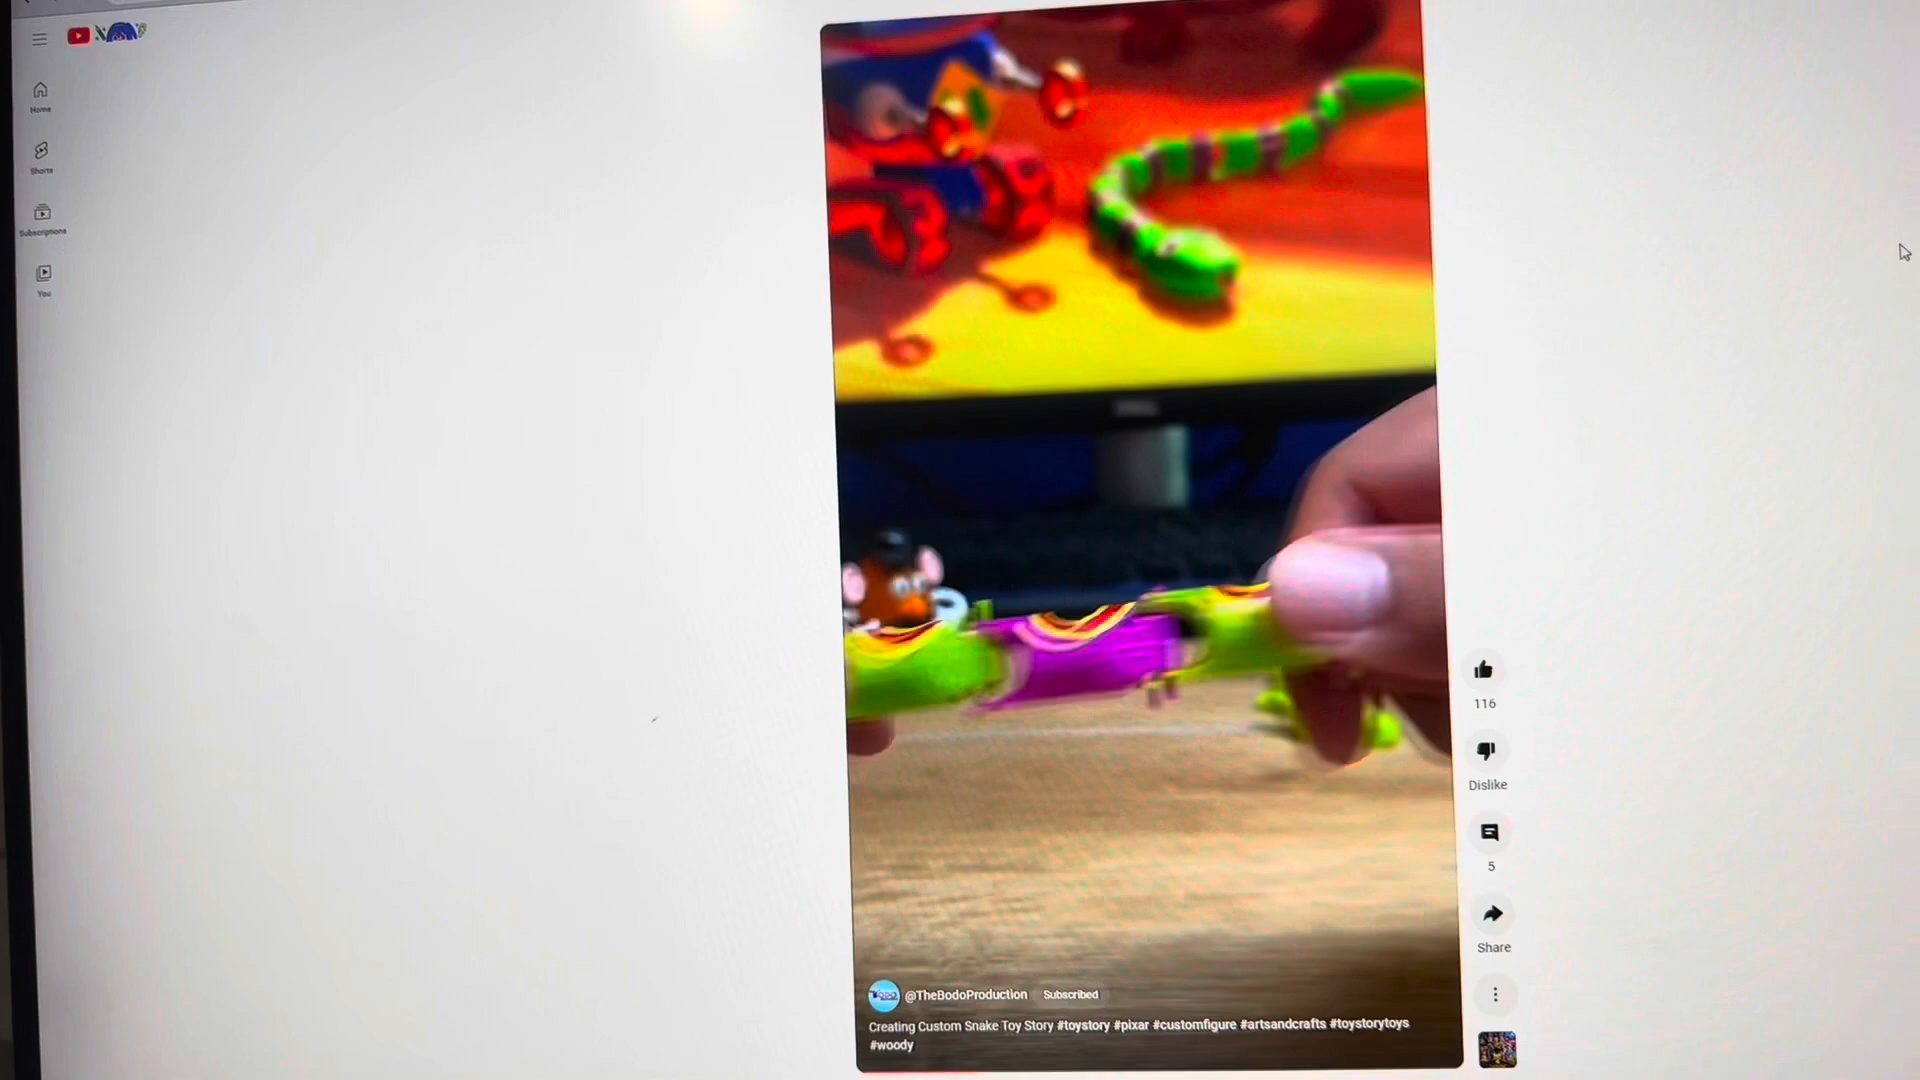 Home
Shorts
Subscriptions
You
116
Dislike
5
Share
@TheBodoProduction Subscribed
Creating Custom Snake Toy Story #toystory #pixar #customfigure #artsandcrafts #toystorytoys
#woody